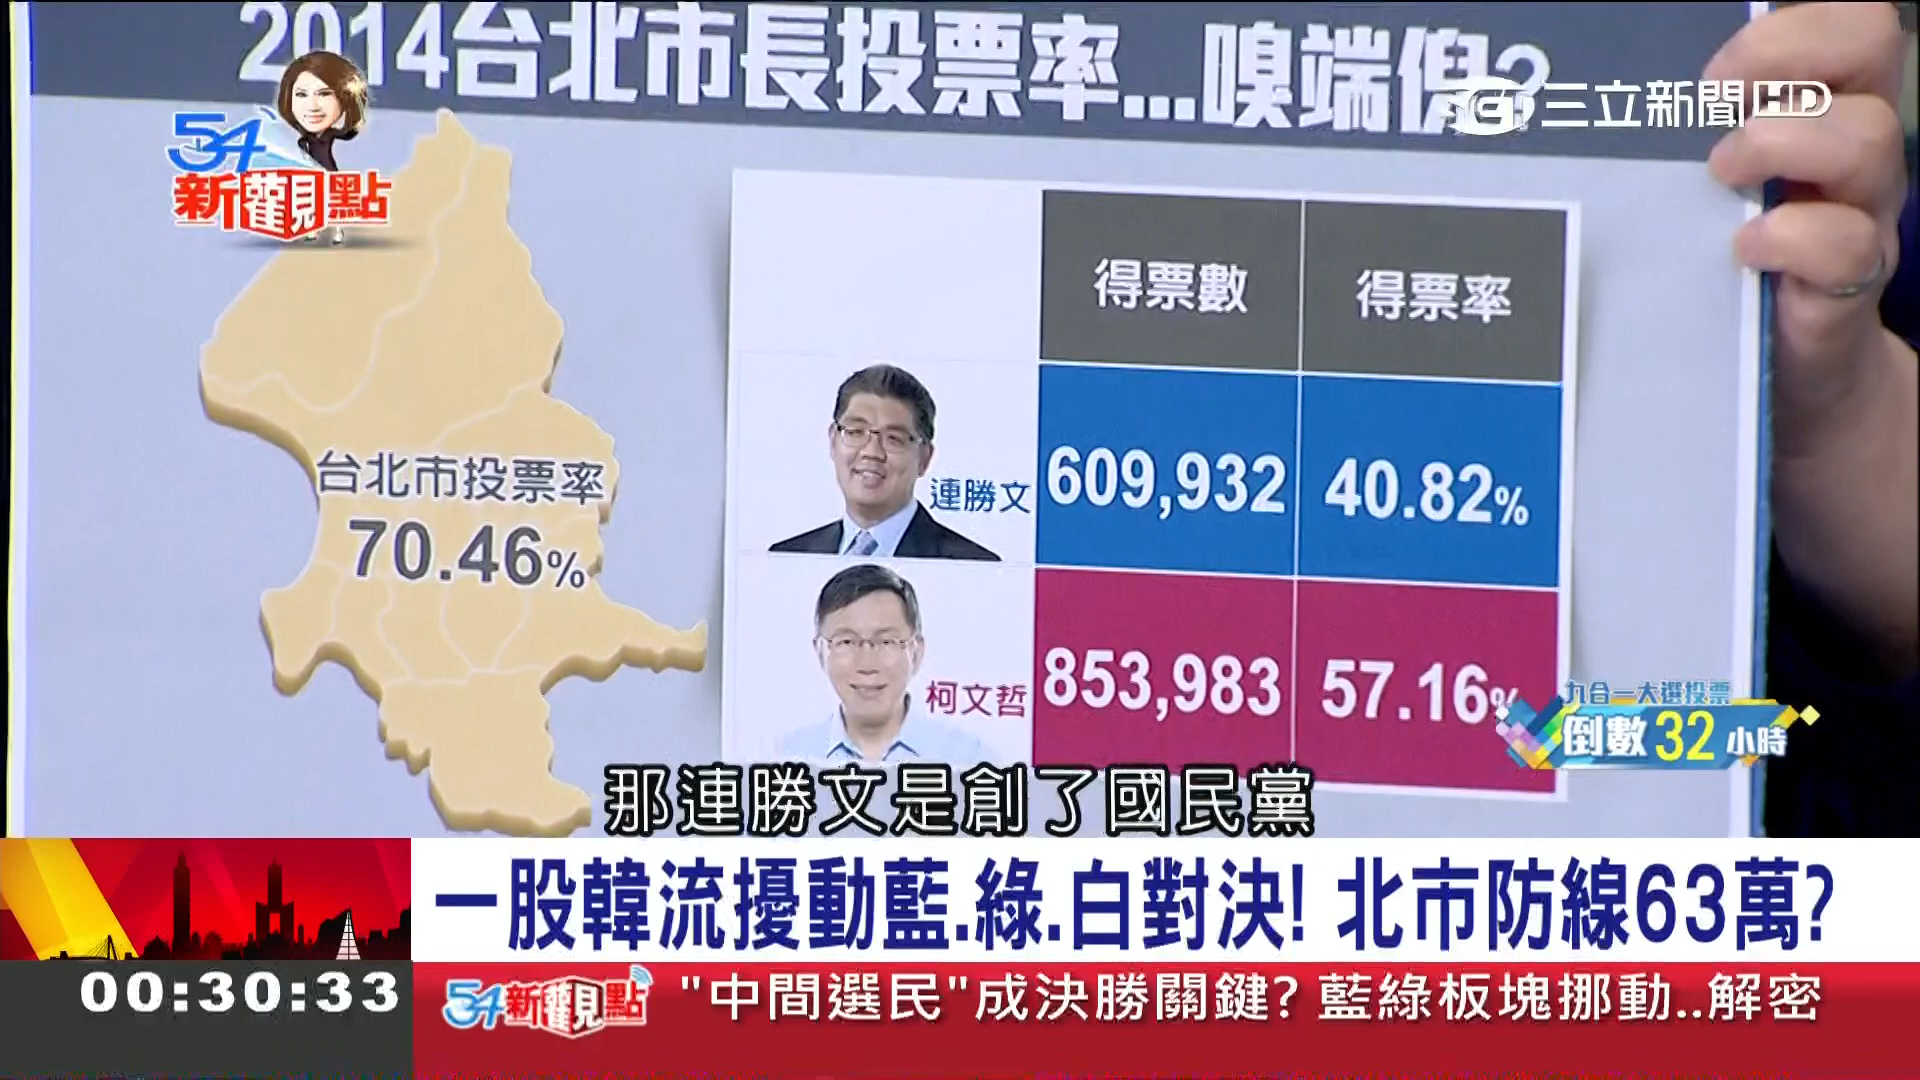 2014台北市長投票率...嗅端倪?
三立新聞HD
54新觀點
得票數
得票率
連勝文
609,932
40.82%
台北市投票率
70.46%
柯文哲
853,983
57.16%
九合一大選投票
倒數32小時
那連勝文是創了國民黨
一股韓流擾動藍.綠.白對決! 北市防線63萬?
00:30:33
54新觀點
"中間選民"成決勝關鍵? 藍綠板塊挪動..解密